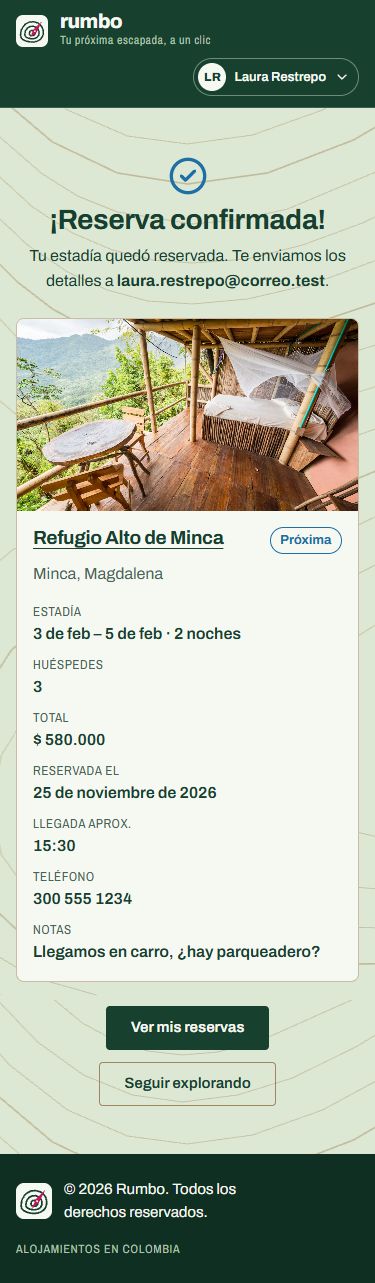 rumbo
Tu próxima escapada, a un clic
LR Laura Restrepo
¡Reserva confirmada!
Tu estadía quedó reservada. Te enviamos los
detalles a laura.restrepo@correo.test.
Refugio Alto de Minca
Próxima
Minca, Magdalena
ESTADÍA
3 de feb – 5 de feb · 2 noches
HUÉSPEDES
3
TOTAL
$ 580.000
RESERVADA EL
25 de noviembre de 2026
LLEGADA APROX.
15:30
TELÉFONO
300 555 1234
NOTAS
Llegamos en carro, ¿hay parqueadero?
Ver mis reservas
Seguir explorando
© 2026 Rumbo. Todos los
derechos reservados.
ALOJAMIENTOS EN COLOMBIA